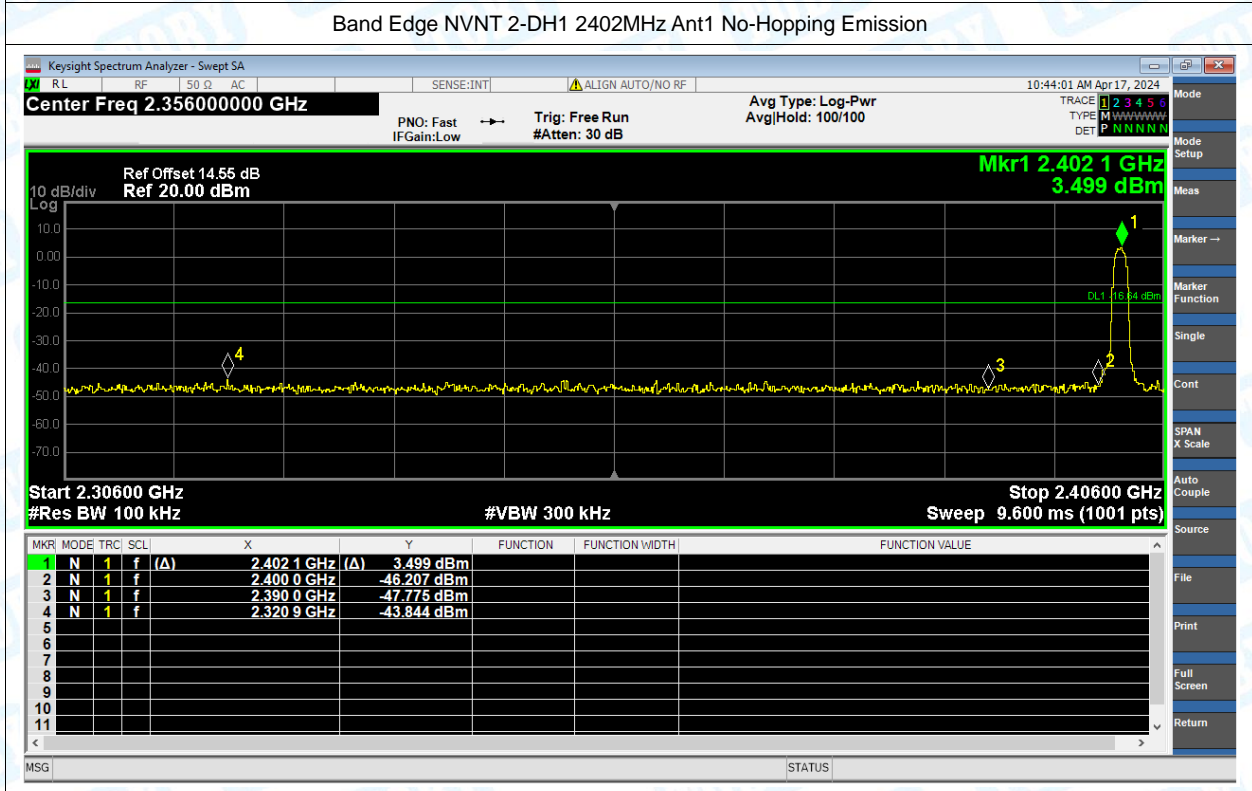 Band Edge NVNT 2-DH1 2402MHz Ant1 No-Hopping Emission
Keysight Spectrum Analyzer - Swept SA
LXI RL RF 50 Ω AC SENSE:INT ALIGN AUTO/NO RF 10:44:01 AM Apr 17, 2024
Center Freq 2.356000000 GHz
PNO: Fast
IFGain:Low
Trig: Free Run
#Atten: 30 dB
Avg Type: Log-Pwr
Avg|Hold: 100/100
TRACE 1 2 3 4 5 6
TYPE M W W W W W
DET P N N N N N
Mkr1 2.402 1 GHz
3.499 dBm
Ref Offset 14.55 dB
10 dB/div Ref 20.00 dBm
Log
10.0
0.00
-10.0
-20.0
-30.0
-40.0
-50.0
-60.0
-70.0
1
DL1 -16.64 dBm
4
3
2
Start 2.30600 GHz Stop 2.40600 GHz
#Res BW 100 kHz #VBW 300 kHz Sweep 9.600 ms (1001 pts)
MKR MODE TRC SCL X Y FUNCTION FUNCTION WIDTH FUNCTION VALUE
1 N 1 f (Δ) 2.402 1 GHz (Δ) 3.499 dBm
2 N 1 f 2.400 0 GHz -46.207 dBm
3 N 1 f 2.390 0 GHz -47.775 dBm
4 N 1 f 2.320 9 GHz -43.844 dBm
5
6
7
8
9
10
11
MSG STATUS
Mode
Mode
Setup
Meas
Marker→
Marker
Function
Single
Cont
SPAN
X Scale
Auto
Couple
Source
File
Print
Full
Screen
Return